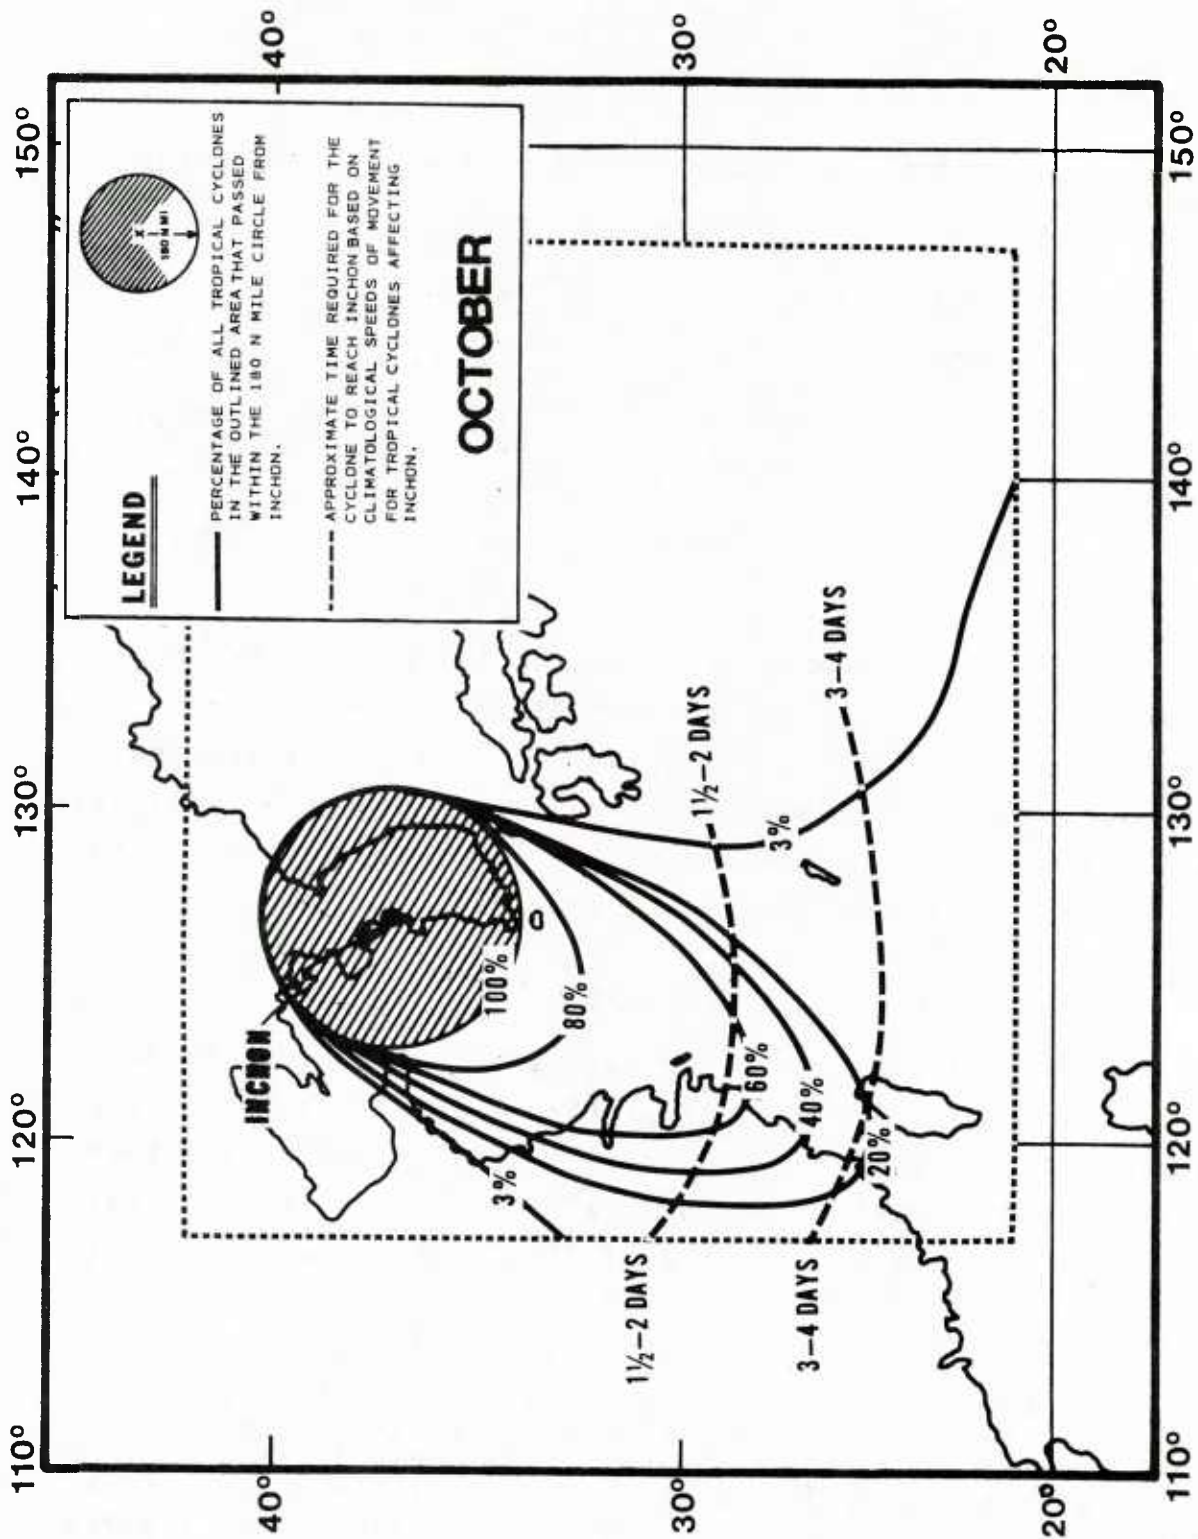 110° 120° 130° 140° 150°
LEGEND
PERCENTAGE OF ALL TROPICAL CYCLONES
IN THE OUTLINED AREA THAT PASSED
WITHIN THE 180 N MILE CIRCLE FROM
INCHON.
X
180 N MI
APPROXIMATE TIME REQUIRED FOR THE
CYCLONE TO REACH INCHON BASED ON
CLIMATOLOGICAL SPEEDS OF MOVEMENT
FOR TROPICAL CYCLONES AFFECTING
INCHON.
OCTOBER
40°
40°
INCHON
100%
80%
3%
60%
40%
20%
3%
1½-2 DAYS
1½-2 DAYS
30°
30°
3-4 DAYS
3-4 DAYS
20°
20°
110° 120° 130° 140° 150°